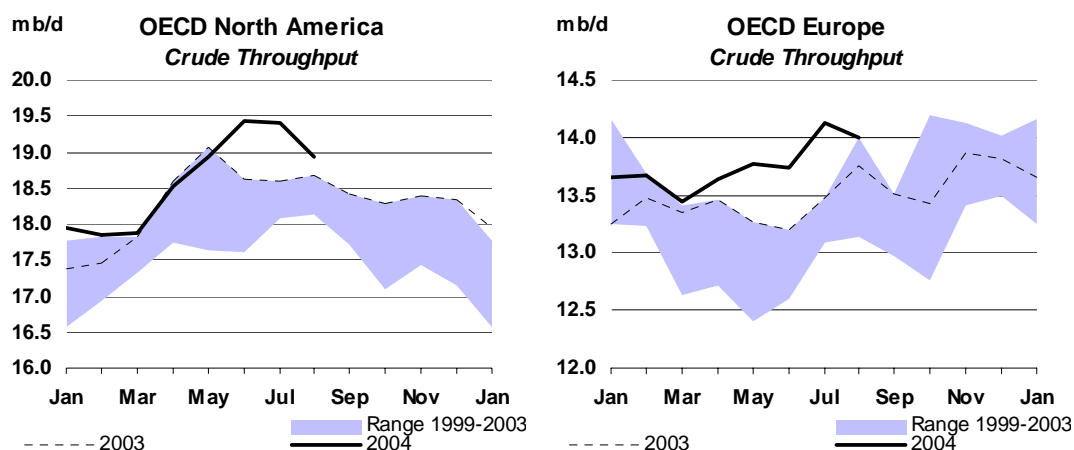 mb/d
OECD North America
Crude Throughput
20.0
19.5
19.0
18.5
18.0
17.5
17.0
16.5
16.0
Jan Mar May Jul Sep Nov Jan
Range 1999-2003
2003
2004
mb/d
OECD Europe
Crude Throughput
14.5
14.0
13.5
13.0
12.5
12.0
Jan Mar May Jul Sep Nov Jan
Range 1999-2003
2003
2004